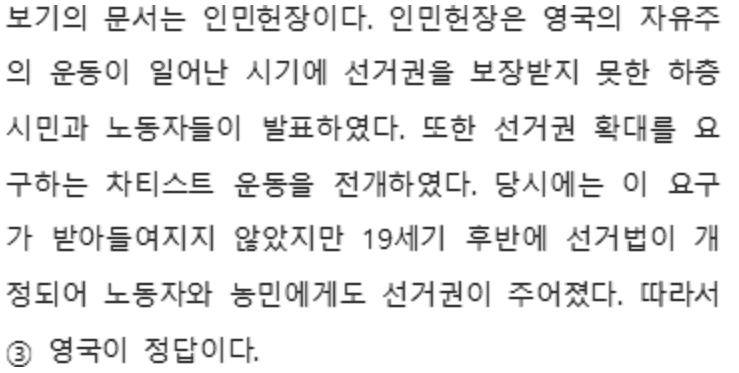 보기의 문서는 인민헌장이다. 인민헌장은 영국의 자유주
의 운동이 일어난 시기에 선거권을 보장받지 못한 하층
시민과 노동자들이 발표하였다. 또한 선거권 확대를 요
구하는 차티스트 운동을 전개하였다. 당시에는 이 요구
가 받아들여지지 않았지만 19세기 후반에 선거법이 개
정되어 노동자와 농민에게도 선거권이 주어졌다. 따라서
③ 영국이 정답이다.